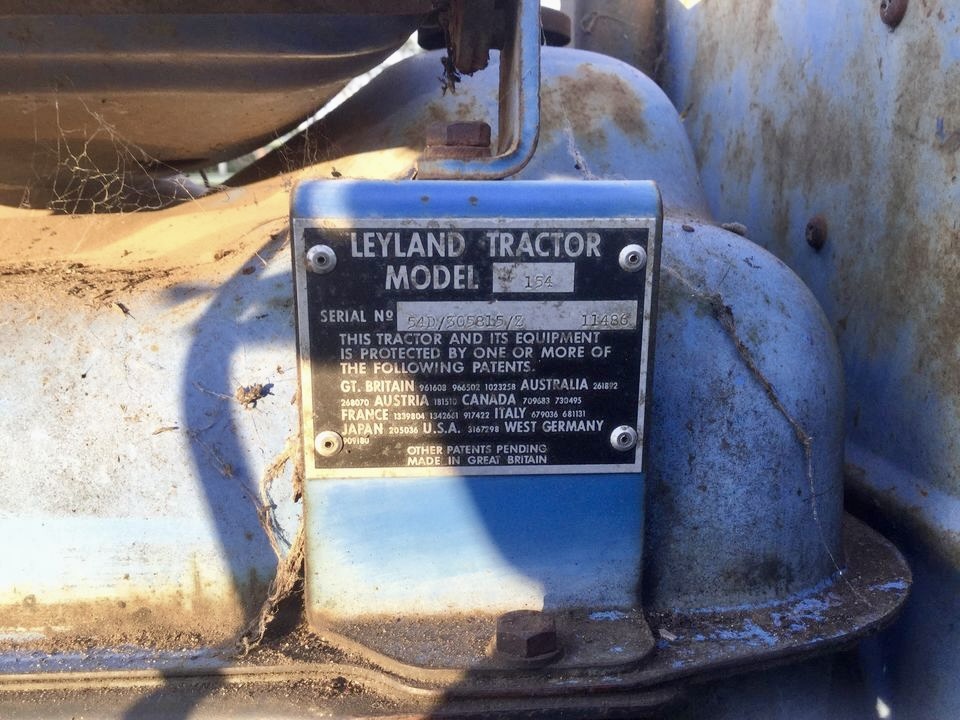 LEYLAND TRACTOR
MODEL 154
SERIAL Nº 54D/305815/Z 11486
THIS TRACTOR AND ITS EQUIPMENT
IS PROTECTED BY ONE OR MORE OF
THE FOLLOWING PATENTS.
GT. BRITAIN 961608 966502 1023258 AUSTRALIA 261892
268070 AUSTRIA 181510 CANADA 709683 730495
FRANCE 1339804 1342661 917422 ITALY 679036 681131
JAPAN 205036 U.S.A. 3167298 WEST GERMANY
909180
OTHER PATENTS PENDING
MADE IN GREAT BRITAIN